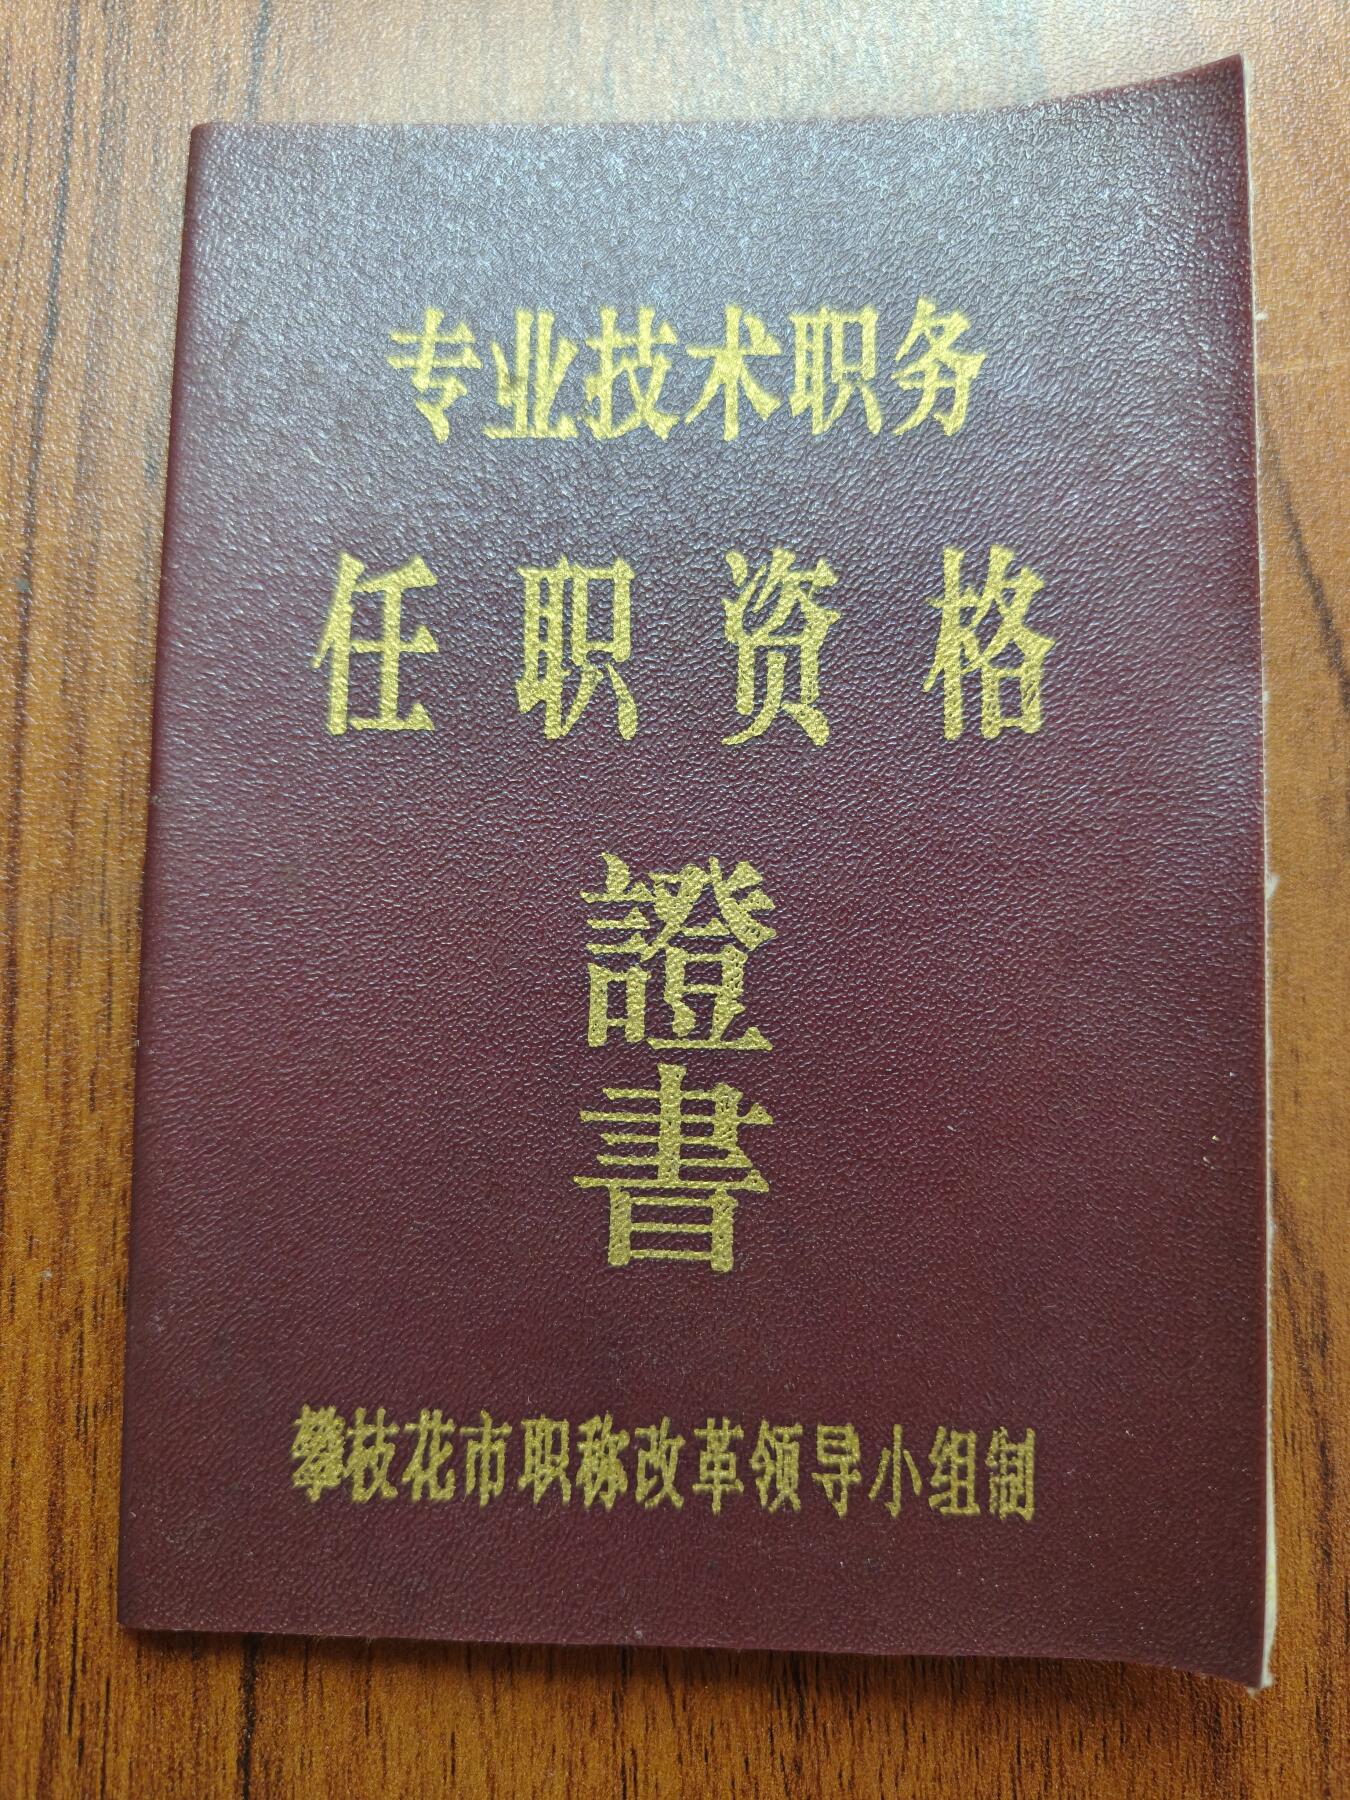 专业技术职务
任职资格
證
書
攀枝花市职称改革领导小组制